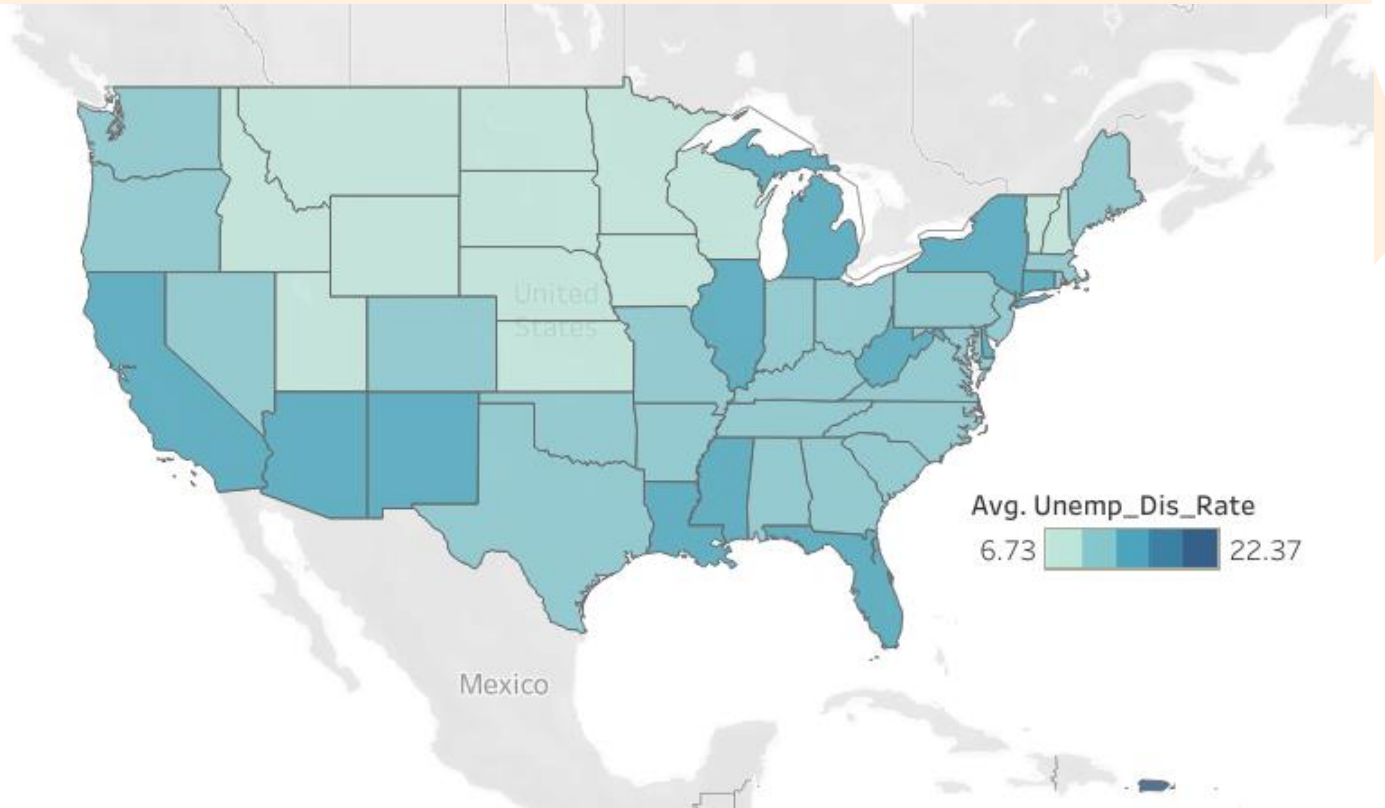 United
States
Avg. Unemp_Dis_Rate
6.73 22.37
Mexico